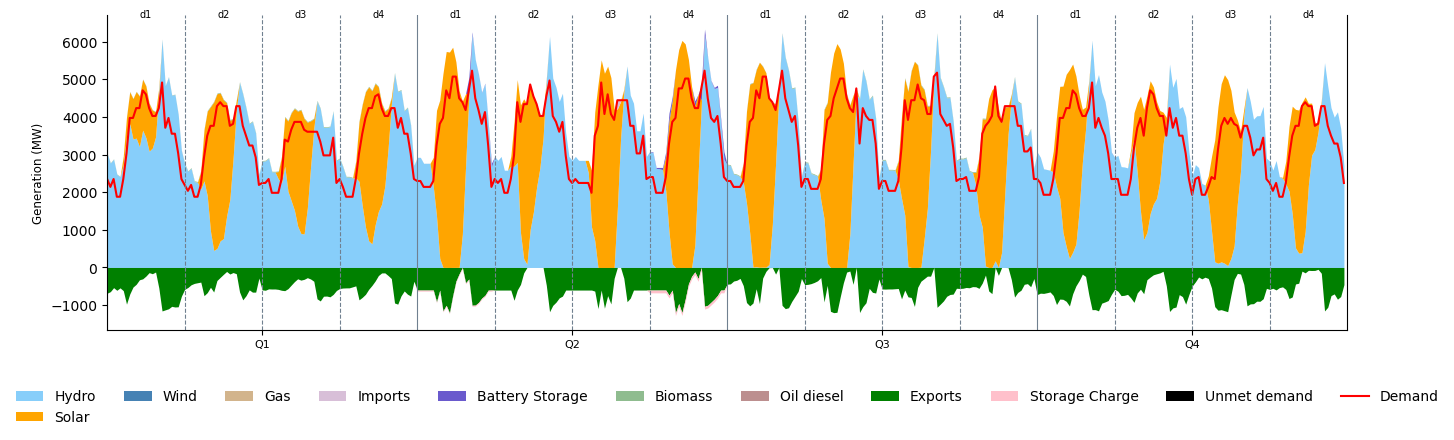 d1 d2 d3 d4 d1 d2 d3 d4 d1 d2 d3 d4 d1 d2 d3 d4
6000
5000
4000
3000
2000
1000
0
−1000
Generation (MW)
Q1 Q2 Q3 Q4
Hydro Wind Gas Imports Battery Storage Biomass Oil diesel Exports Storage Charge Unmet demand Demand
Solar